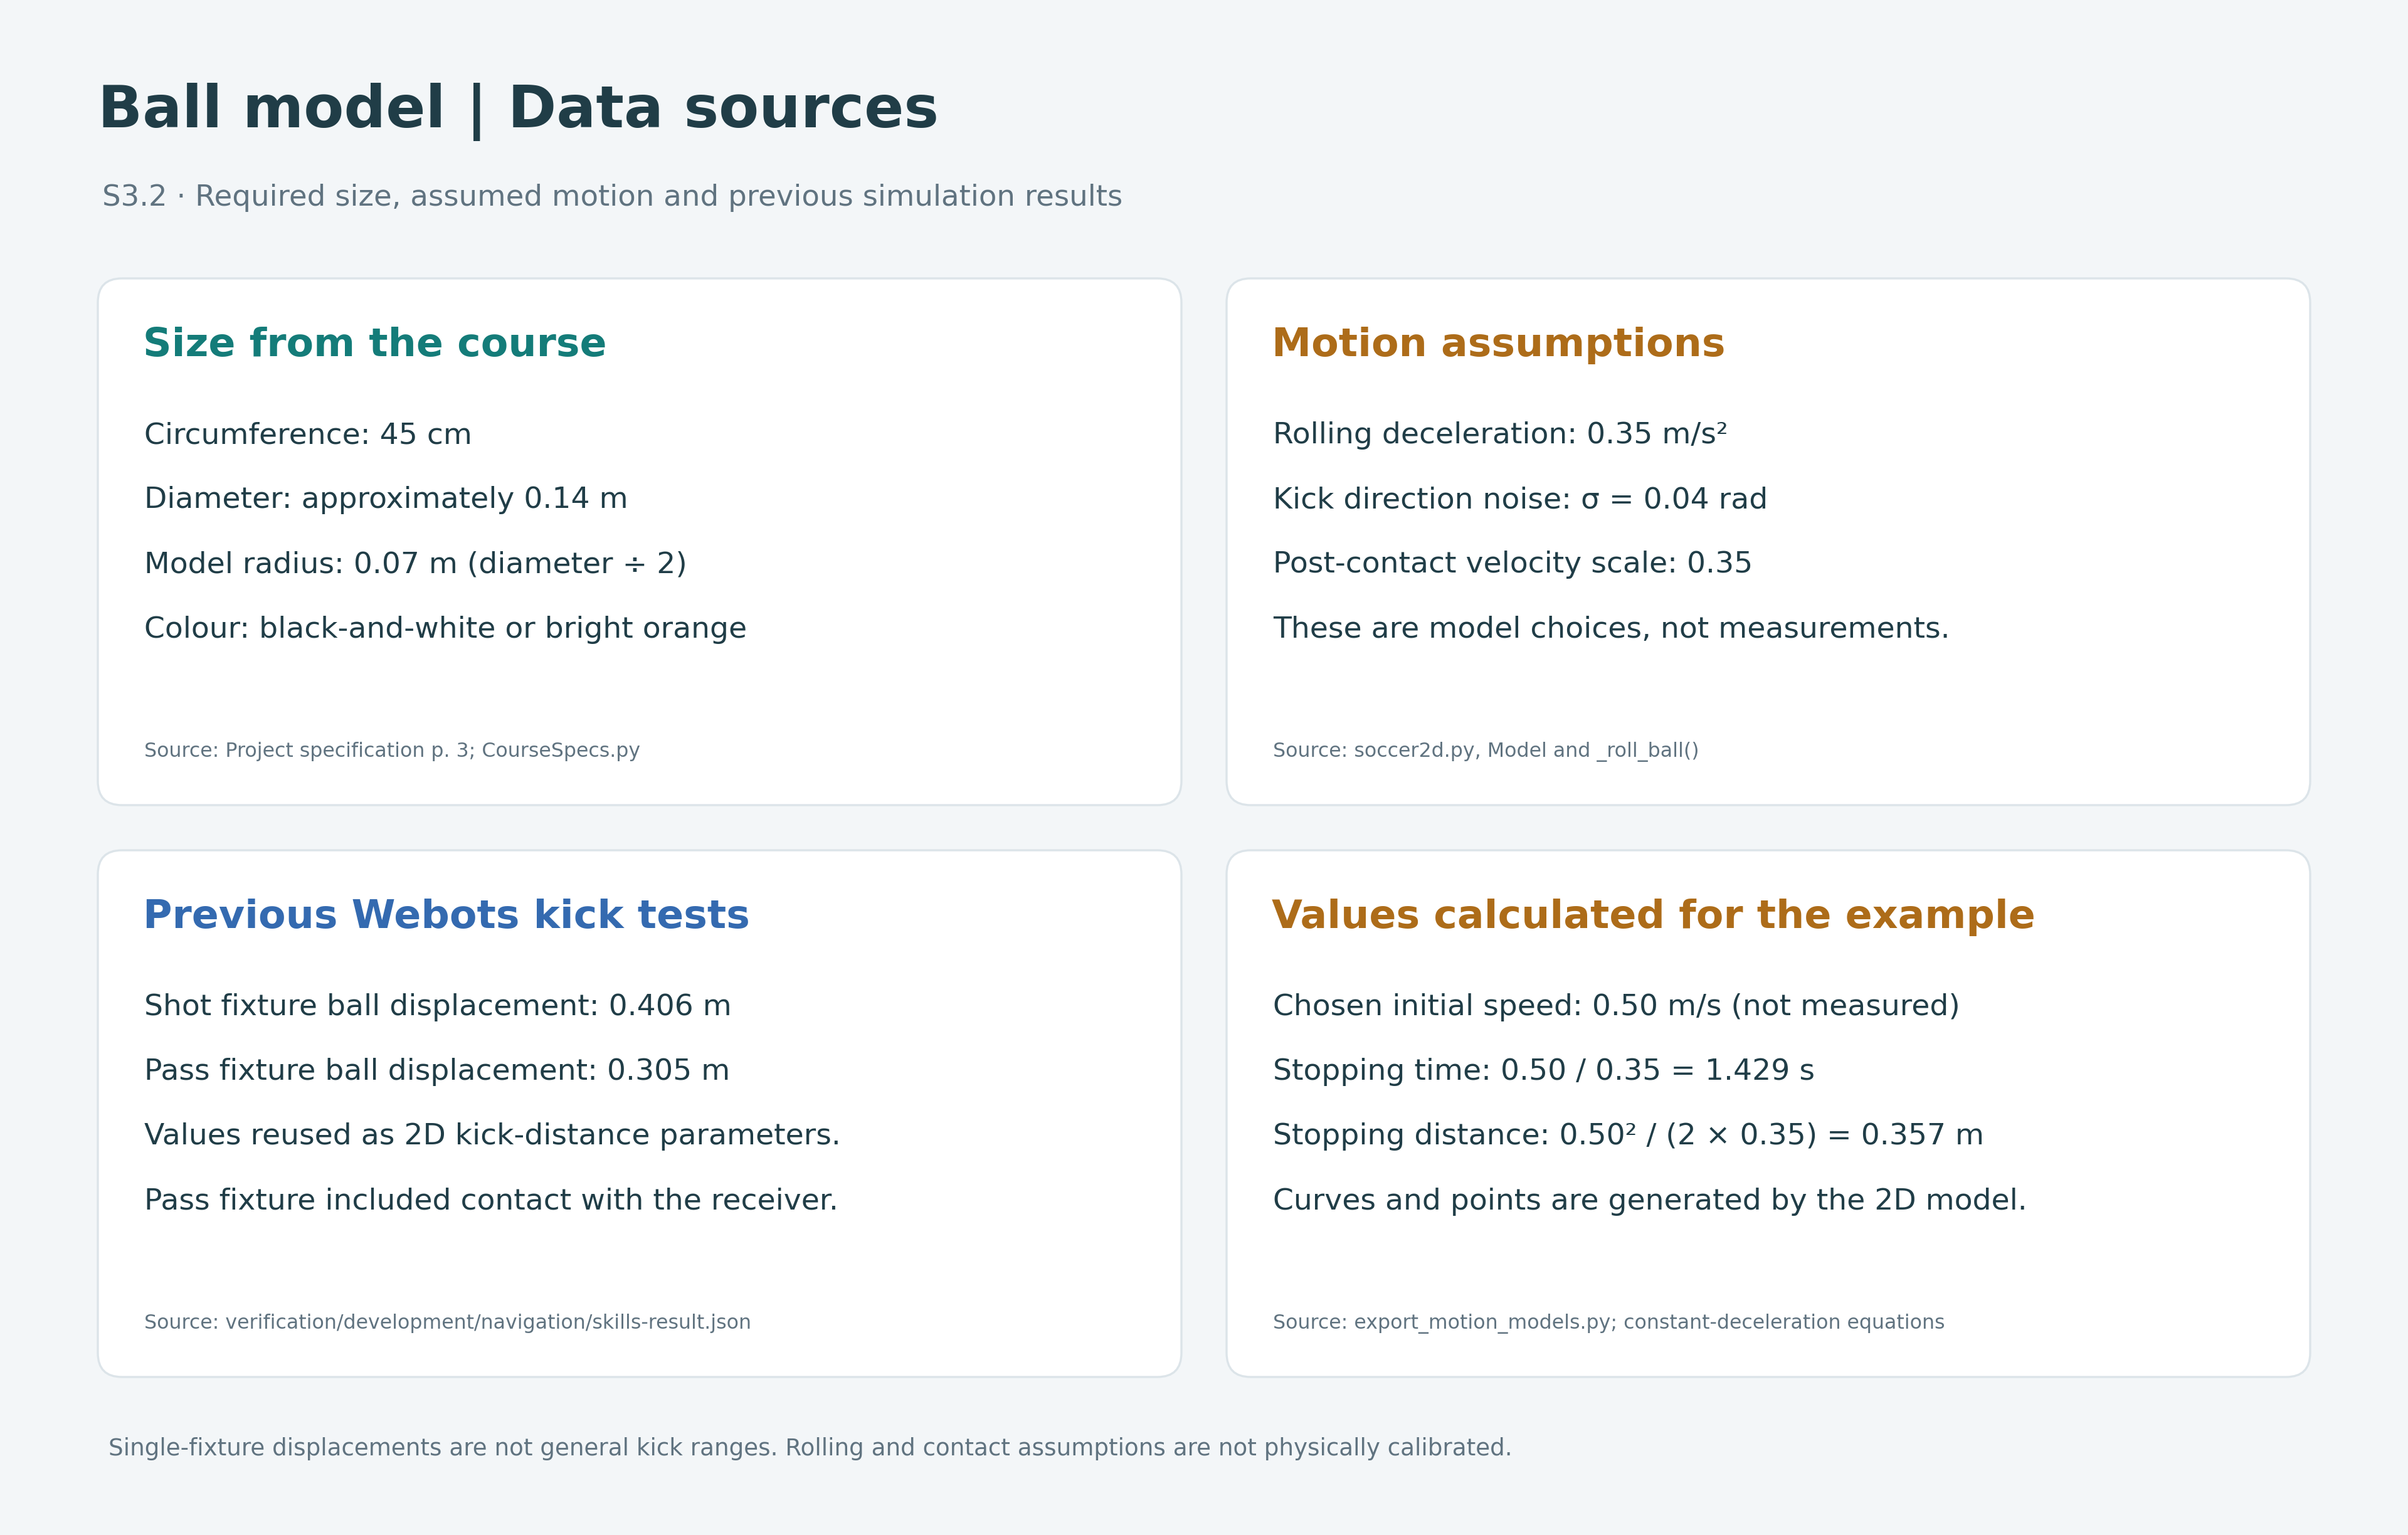 Ball model | Data sources
S3.2 · Required size, assumed motion and previous simulation results
Size from the course
Circumference: 45 cm
Diameter: approximately 0.14 m
Model radius: 0.07 m (diameter ÷ 2)
Colour: black-and-white or bright orange
Source: Project specification p. 3; CourseSpecs.py
Motion assumptions
Rolling deceleration: 0.35 m/s²
Kick direction noise: σ = 0.04 rad
Post-contact velocity scale: 0.35
These are model choices, not measurements.
Source: soccer2d.py, Model and _roll_ball()
Previous Webots kick tests
Shot fixture ball displacement: 0.406 m
Pass fixture ball displacement: 0.305 m
Values reused as 2D kick-distance parameters.
Pass fixture included contact with the receiver.
Source: verification/development/navigation/skills-result.json
Values calculated for the example
Chosen initial speed: 0.50 m/s (not measured)
Stopping time: 0.50 / 0.35 = 1.429 s
Stopping distance: 0.50² / (2 × 0.35) = 0.357 m
Curves and points are generated by the 2D model.
Source: export_motion_models.py; constant-deceleration equations
Single-fixture displacements are not general kick ranges. Rolling and contact assumptions are not physically calibrated.